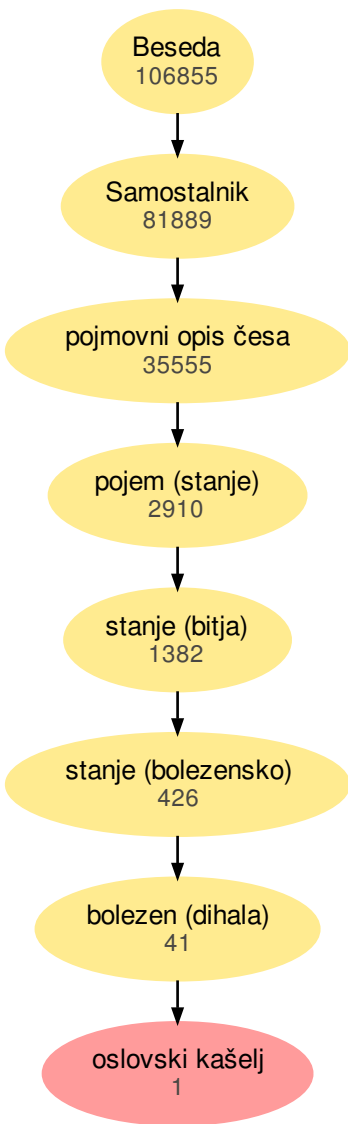 Beseda
106855
Samostalnik
81889
pojmovni opis česa
35555
pojem (stanje)
2910
stanje (bitja)
1382
stanje (bolezensko)
426
bolezen (dihala)
41
oslovski kašelj
1